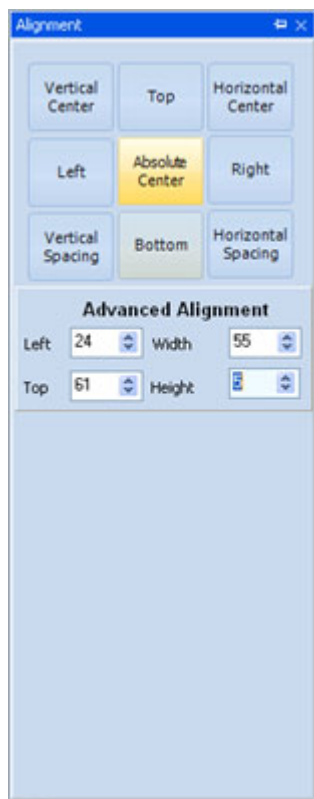 Alignment
Vertical
Center
Top
Horizontal
Center
Left
Absolute
Center
Right
Vertical
Spacing
Bottom
Horizontal
Spacing
Advanced Alignment
Left 24 Width 55
Top 61 Height